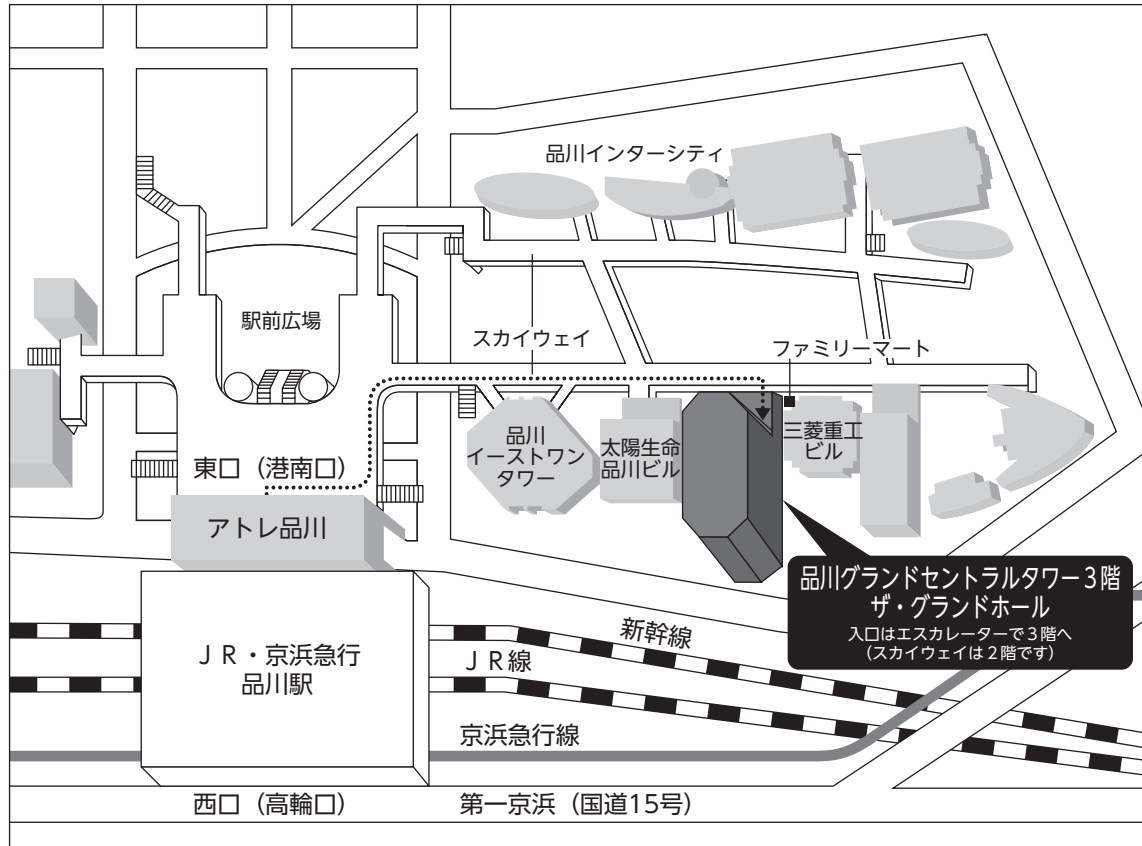 品川インターシティ
駅前広場
スカイウェイ
ファミリーマート
品川
イーストワン
タワー
太陽生命
品川ビル
三菱重工
ビル
東口（港南口）
アトレ品川
品川グランドセントラルタワー３階
ザ・グランドホール
入口はエスカレーターで３階へ
(スカイウェイは２階です)
新幹線
ＪＲ線
ＪＲ・京浜急行
品川駅
京浜急行線
西口（高輪口）
第一京浜（国道15号）